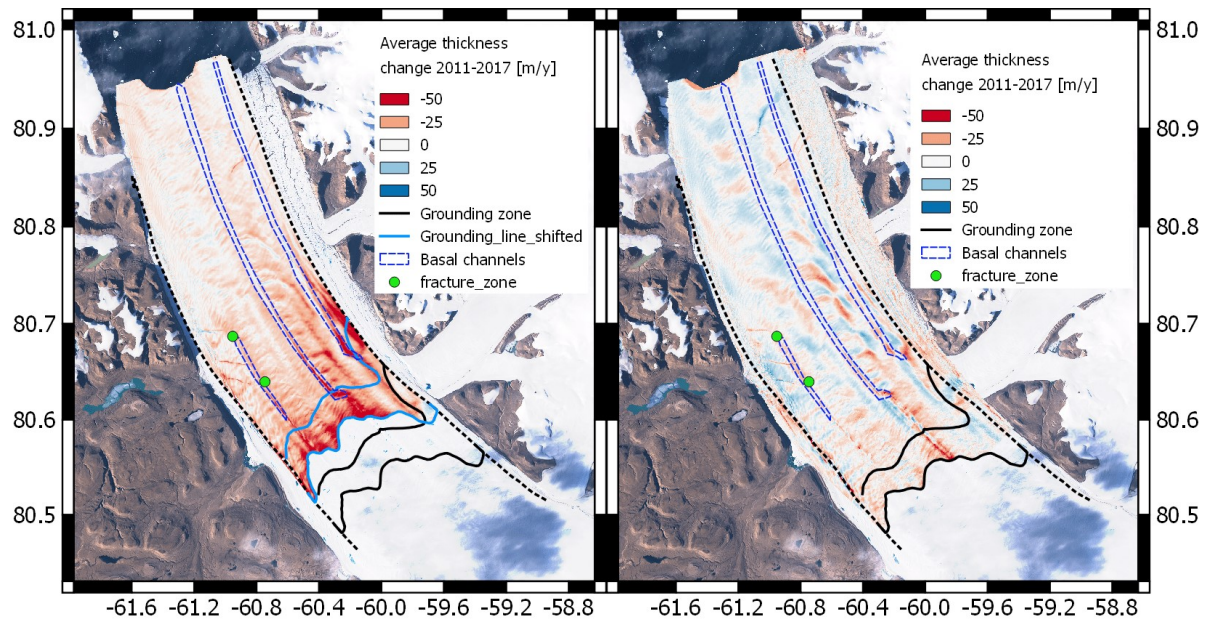 81.0
80.9
80.8
80.7
80.6
80.5
Average thickness
change 2011-2017 [m/y]
-50
-25
0
25
50
Grounding zone
Grounding_line_shifted
Basal channels
fracture_zone
-61.6 -61.2 -60.8 -60.4 -60.0 -59.6 -59.2 -58.8
Average thickness
change 2011-2017 [m/y]
-50
-25
0
25
50
Grounding zone
Basal channels
fracture_zone
81.0
80.9
80.8
80.7
80.6
80.5
-61.6 -61.2 -60.8 -60.4 -60.0 -59.6 -59.2 -58.8